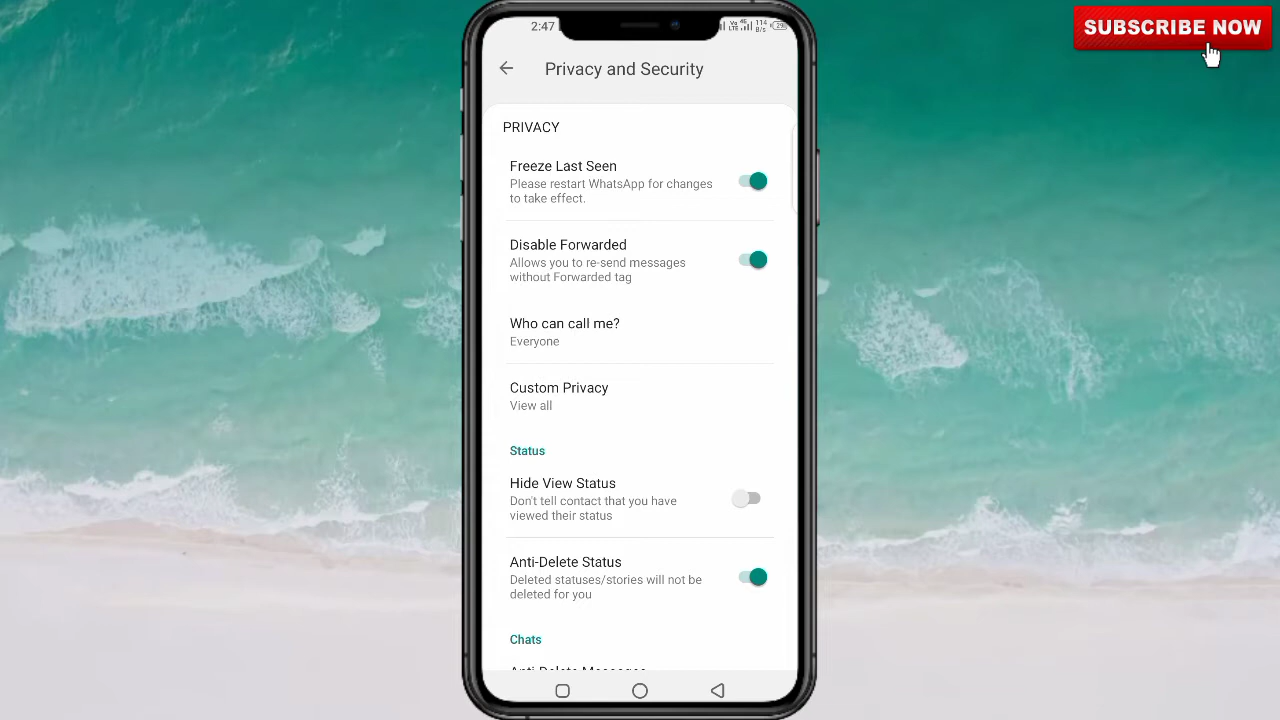 SUBSCRIBE NOW
2:47
Privacy and Security
PRIVACY
Freeze Last Seen
Please restart WhatsApp for changes
to take effect.
Disable Forwarded
Allows you to re-send messages
without Forwarded tag
Who can call me?
Everyone
Custom Privacy
View all
Status
Hide View Status
Don't tell contact that you have
viewed their status
Anti-Delete Status
Deleted statuses/stories will not be
deleted for you
Chats
Anti Delete Messages